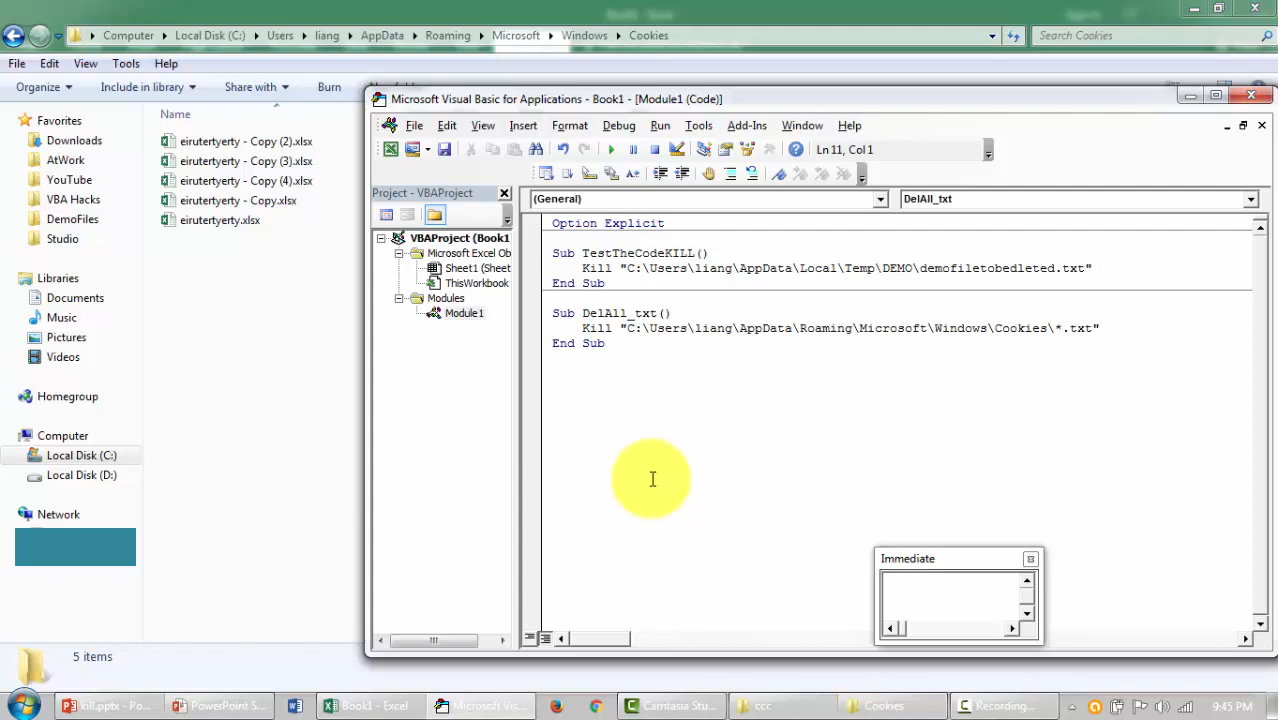 Computer Local Disk (C:) Users liang AppData Roaming Microsoft Windows Cookies
Search Cookies
File Edit View Tools Help
Organize Include in library Share with Burn
Favorites
Downloads
AtWork
YouTube
VBA Hacks
DemoFiles
Studio
Libraries
Documents
Music
Pictures
Videos
Homegroup
Computer
Local Disk (C:)
Local Disk (D:)
Network
Name
eirutertyerty - Copy (2).xlsx
eirutertyerty - Copy (3).xlsx
eirutertyerty - Copy (4).xlsx
eirutertyerty - Copy.xlsx
eirutertyerty.xlsx
5 items
Microsoft Visual Basic for Applications - Book1 - [Module1 (Code)]
File Edit View Insert Format Debug Run Tools Add-Ins Window Help
Ln 11, Col 1
Project - VBAProject
VBAProject (Book1
Microsoft Excel Ob
Sheet1 (Sheet
ThisWorkbook
Modules
Module1
(General)
DelAll_txt
Option Explicit
Sub TestTheCodeKILL()
Kill "C:\Users\liang\AppData\Local\Temp\DEMO\demofiletobedleted.txt"
End Sub
Sub DelAll_txt()
Kill "C:\Users\liang\AppData\Roaming\Microsoft\Windows\Cookies\*.txt"
End Sub
Immediate
kill.pptx - Po...
PowerPoint S...
Book1 - Excel
Microsoft Vis...
Camtasia Stu...
ccc
Cookies
Recording...
9:45 PM